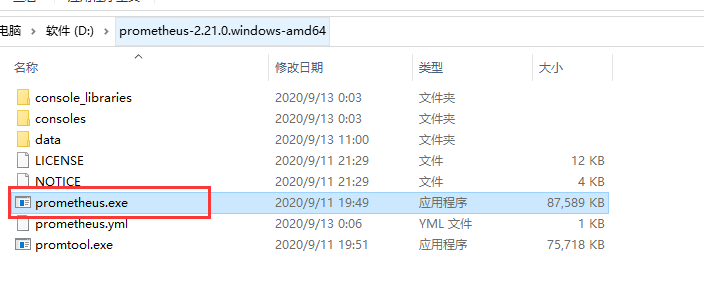 电脑 > 软件 (D:) > prometheus-2.21.0.windows-amd64
名称 修改日期 类型 大小
console_libraries 2020/9/13 0:03 文件夹
consoles 2020/9/13 0:03 文件夹
data 2020/9/13 11:00 文件夹
LICENSE 2020/9/11 21:29 文件 12 KB
NOTICE 2020/9/11 21:29 文件 4 KB
prometheus.exe 2020/9/11 19:49 应用程序 87,589 KB
prometheus.yml 2020/9/13 0:06 YML 文件 1 KB
promtool.exe 2020/9/11 19:51 应用程序 75,718 KB